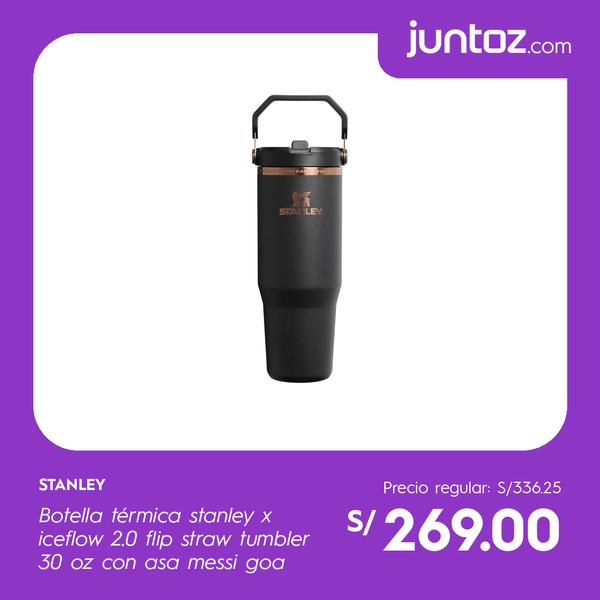 juntoz.com
STANLEY
STANLEY
Botella térmica stanley x
iceflow 2.0 flip straw tumbler
30 oz con asa messi goa
Precio regular: S/336.25
S/ 269.00